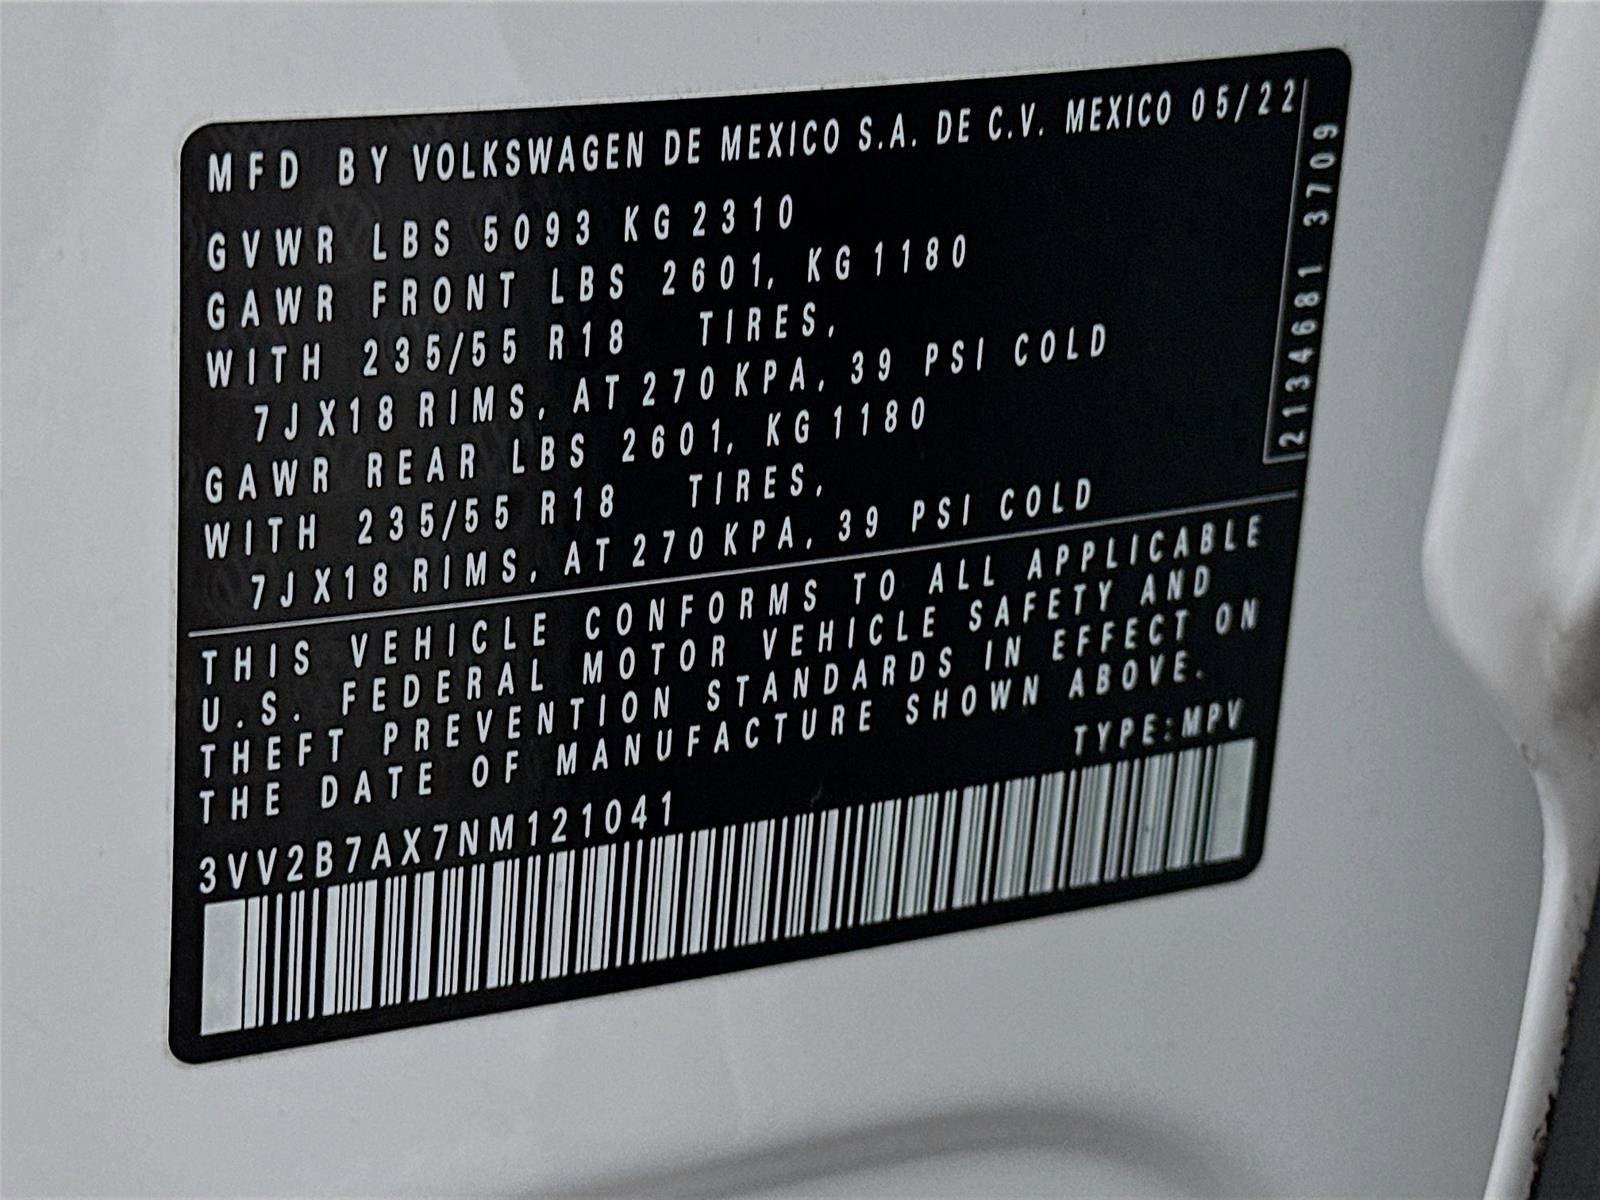 MFD BY VOLKSWAGEN DE MEXICO S.A. DE C.V. MEXICO 05/22
GVWR LBS 5093 KG 2310
GAWR FRONT LBS 2601, KG 1180
WITH 235/55 R18 TIRES,
7JX18 RIMS, AT 270 KPA, 39 PSI COLD
GAWR REAR LBS 2601, KG 1180
WITH 235/55 R18 TIRES,
7JX18 RIMS, AT 270 KPA, 39 PSI COLD
2134681 3709
THIS VEHICLE CONFORMS TO ALL APPLICABLE
U.S. FEDERAL MOTOR VEHICLE SAFETY AND
THEFT PREVENTION STANDARDS IN EFFECT ON
THE DATE OF MANUFACTURE SHOWN ABOVE.
TYPE:MPV
3VV2B7AX7NM121041